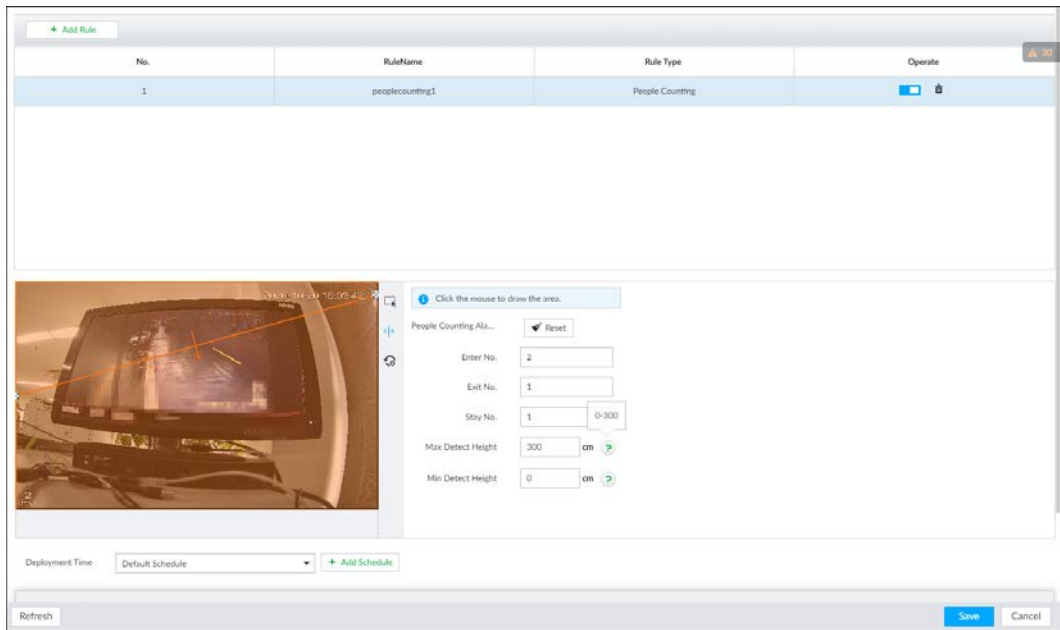 + Add Rule
30
No. RuleName Rule Type Operate
1 peoplecounting1 People Counting
Click the mouse to draw the area.
People Counting Ala... Reset
Enter No. 2
Exit No. 1
Stay No. 1 0-300
Max Detect Height 300 cm ?
Min Detect Height 0 cm ?
Deployment Time Default Schedule + Add Schedule
Refresh Save Cancel